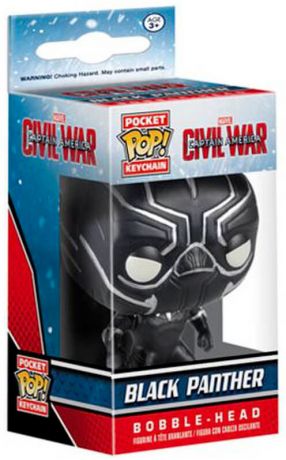 AGE
3+
WARNING! Choking Hazard. May contain small parts.
MARVEL
CAPTAIN AMERICA
CIVIL WAR
POCKET
POP!
KEYCHAIN
MARVEL
CAPTAIN AMERICA
CIVIL WAR
POCKET
POP!
KEYCHAIN
BLACK PANTHER
BOBBLE-HEAD
FIGURINE À TÊTE BRANLANTE / FIGURA CON CABEZA OSCILANTE